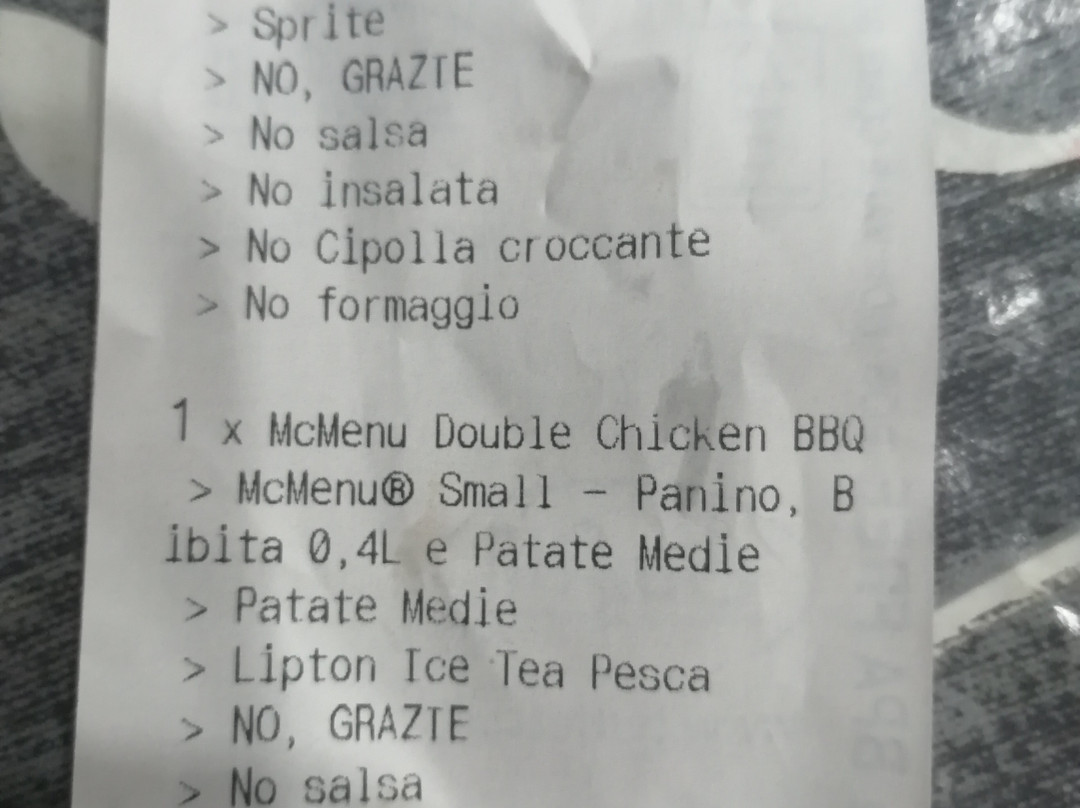 > Sprite
> NO, GRAZIE
> No salsa
> No insalata
> No Cipolla croccante
> No formaggio
1 x McMenu Double Chicken BBQ
> McMenu® Small - Panino, B
ibita 0,4L e Patate Medie
> Patate Medie
> Lipton Ice Tea Pesca
> NO, GRAZIE
> No salsa